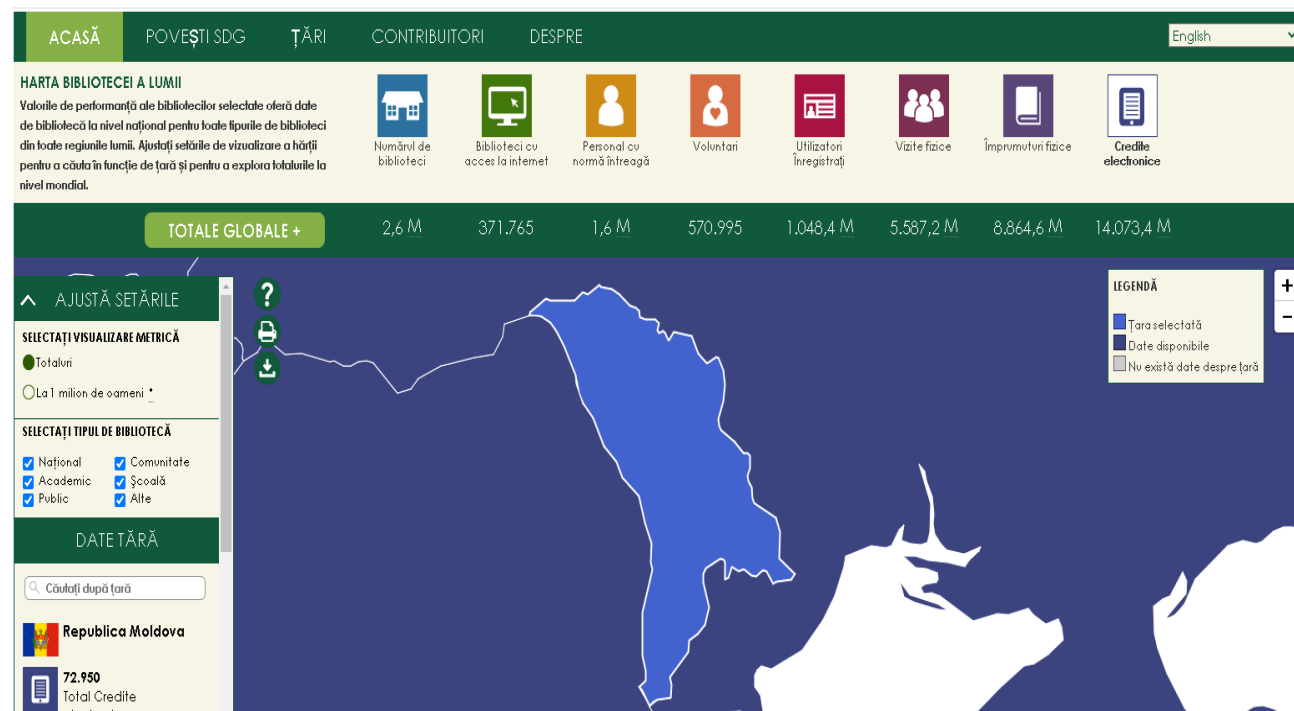 ACASĂ
POVEȘTI SDG
ȚĂRI
CONTRIBUITORI
DESPRE
English
HARTA BIBLIOTECEI A LUMII
Valorile de performanță ale bibliotecilor selectate oferă date
de bibliotecă la nivel național pentru toate tipurile de biblioteci
din toate regiunile lumii. Ajustați setările de vizualizare a hărții
pentru a căuta în funcție de țară și pentru a explora totalurile la
nivel mondial.
Numărul de
biblioteci
Biblioteci cu
acces la internet
Personal cu
normă întreagă
Voluntari
Utilizatori
Înregistrați
Vizite fizice
Împrumuturi fizice
Credite
electronice
TOTALE GLOBALE +
2,6 M
371.765
1,6 M
570.995
1.048,4 M
5.587,2 M
8.864,6 M
14.073,4 M
AJUSTĂ SETĂRILE
SELECTAȚI VISUALIZARE METRICĂ
Totaluri
La 1 milion de oameni *
SELECTAȚI TIPUL DE BIBLIOTECĂ
Național
Comunitate
Academic
Școală
Public
Alte
DATE TĂRĂ
Căutați după țară
Republica Moldova
72.950
Total Credite
?
LEGENDĂ
Țara selectată
Date disponibile
Nu există date despre țară
+
−